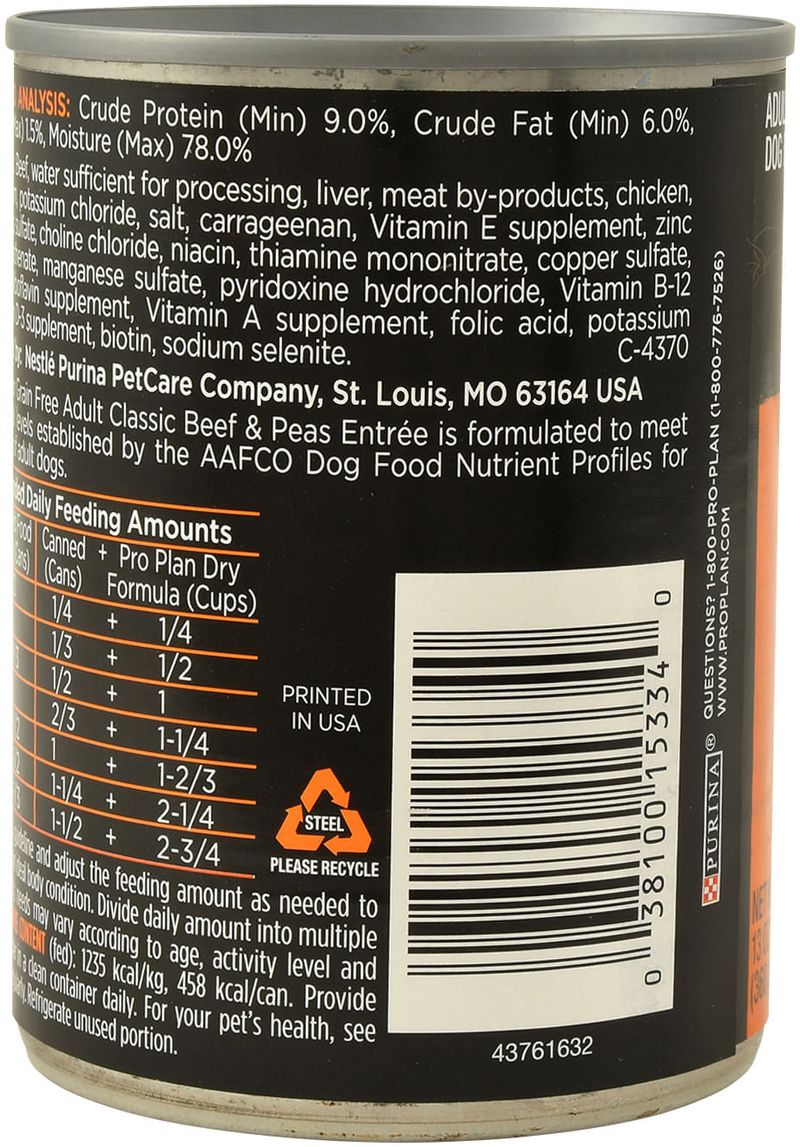 ANALYSIS: Crude Protein (Min) 9.0%, Crude Fat (Min) 6.0%,
1.5%, Moisture (Max) 78.0%
Beef, water sufficient for processing, liver, meat by-products, chicken,
potassium chloride, salt, carrageenan, Vitamin E supplement, zinc
sulfate, choline chloride, niacin, thiamine mononitrate, copper sulfate,
manganese sulfate, pyridoxine hydrochloride, Vitamin B-12
supplement, Vitamin A supplement, folic acid, potassium
D-3 supplement, biotin, sodium selenite. C-4370
Nestlé Purina PetCare Company, St. Louis, MO 63164 USA
Grain Free Adult Classic Beef & Peas Entrée is formulated to meet
levels established by the AAFCO Dog Food Nutrient Profiles for
adult dogs.
Daily Feeding Amounts
Canned + Pro Plan Dry
(Cans) Formula (Cups)
1/4 + 1/4
1/3 + 1/2
1/2 + 1
2/3 + 1-1/4
1 + 1-2/3
1-1/4 + 2-1/4
1-1/2 + 2-3/4
and adjust the feeding amount as needed to
ideal body condition. Divide daily amount into multiple
needs may vary according to age, activity level and
CONTENT (fed): 1235 kcal/kg, 458 kcal/can. Provide
in a clean container daily. For your pet's health, see
Refrigerate unused portion.
PRINTED
IN USA
STEEL
PLEASE RECYCLE
0 38100 15334 0
43761632
PURINA® QUESTIONS? 1-800-PRO-PLAN (1-800-776-7526)
WWW.PROPLAN.COM
DOG